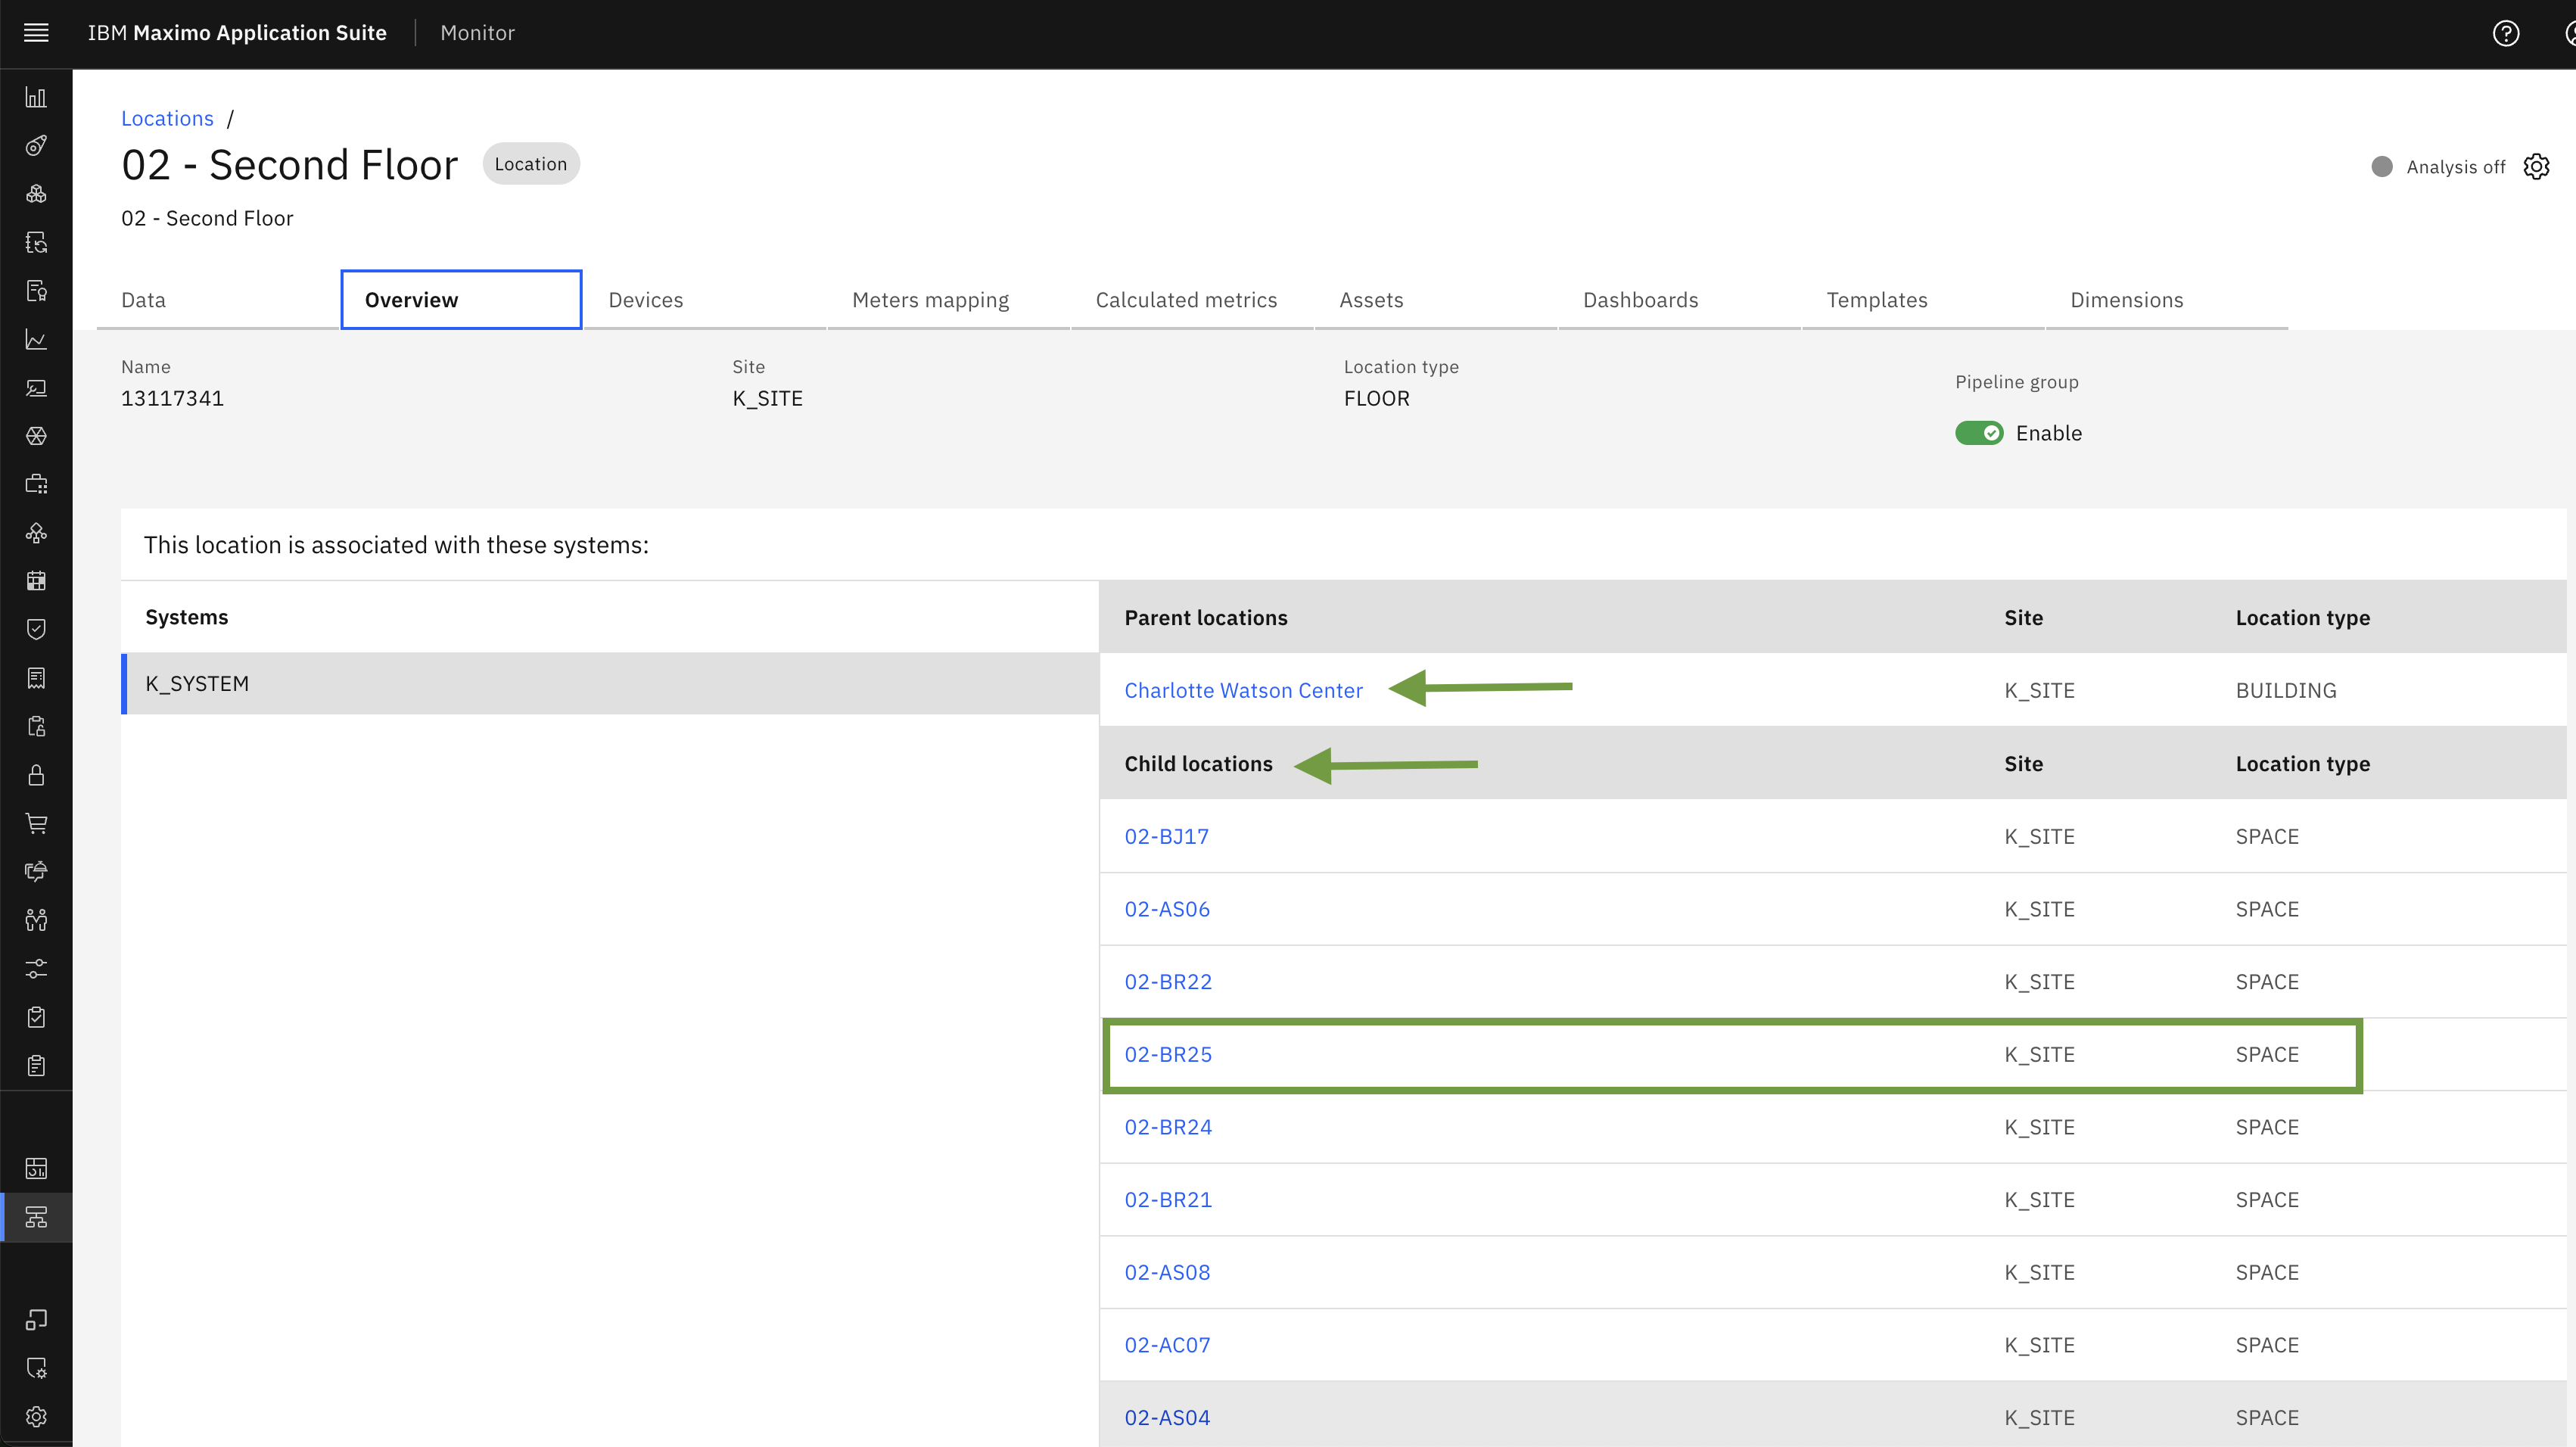 IBM Maximo Application Suite Monitor
Locations /
02 - Second Floor Location
Analysis off
02 - Second Floor
Data Overview Devices Meters mapping Calculated metrics Assets Dashboards Templates Dimensions
Name Site Location type
Pipeline group
13117341 K_SITE FLOOR
Enable
This location is associated with these systems:
Systems Parent locations Site Location type
K_SYSTEM Charlotte Watson Center K_SITE BUILDING
Child locations Site Location type
02-BJ17 K_SITE SPACE
02-AS06 K_SITE SPACE
02-BR22 K_SITE SPACE
02-BR25 K_SITE SPACE
02-BR24 K_SITE SPACE
02-BR21 K_SITE SPACE
02-AS08 K_SITE SPACE
02-AC07 K_SITE SPACE
02-AS04 K_SITE SPACE